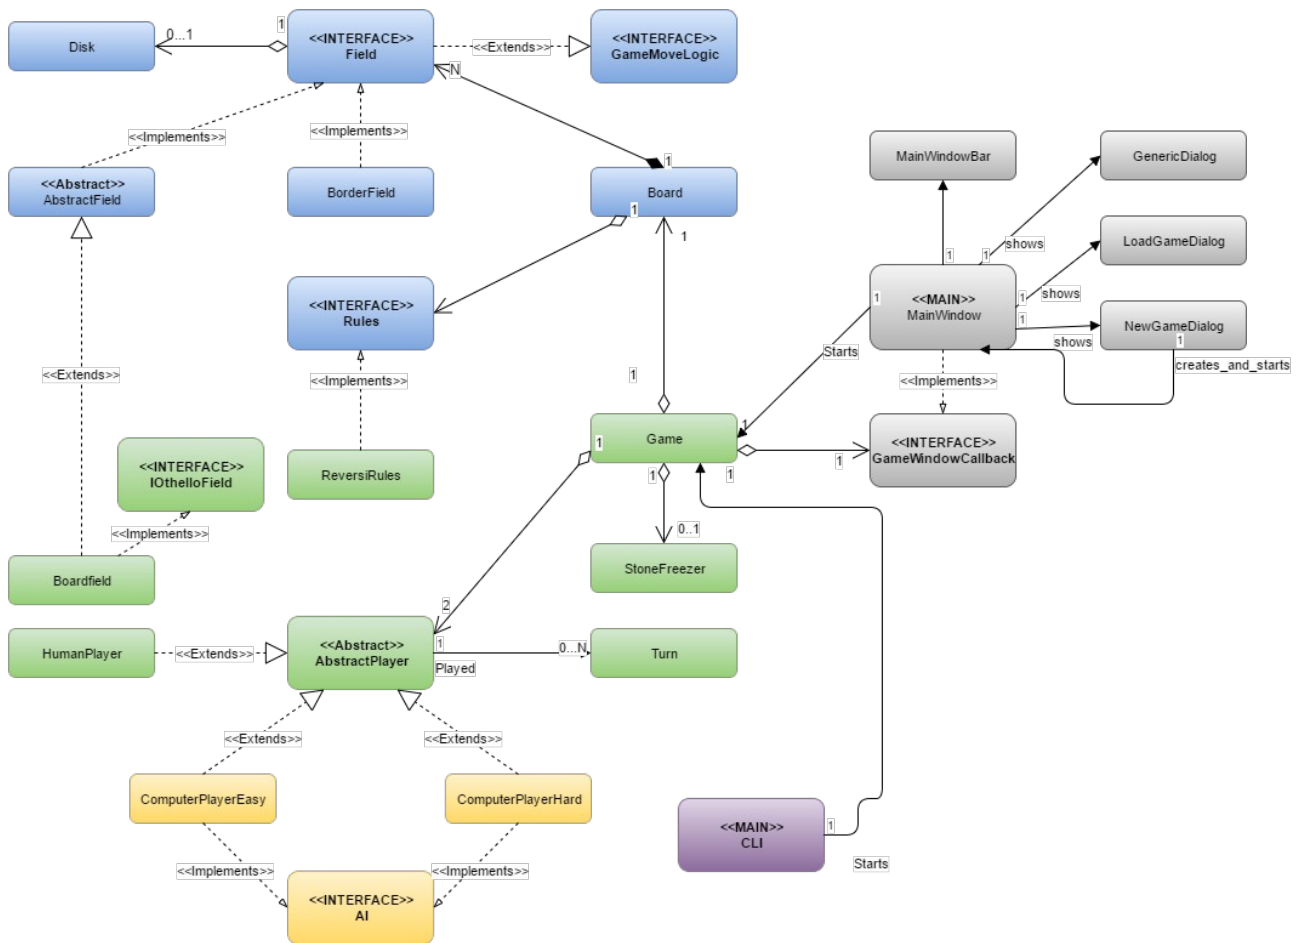 Disk
0...1
1
<<INTERFACE>>
Field
<<Extends>>
<<INTERFACE>>
GameMoveLogic
N
<<Implements>>
<<Implements>>
<<Abstract>>
AbstractField
BorderField
1
Board
1
1
MainWindowBar
GenericDialog
1
1
shows
LoadGameDialog
<<INTERFACE>>
Rules
1
<<MAIN>>
MainWindow
1
shows
1
NewGameDialog
shows
1
creates_and_starts
Starts
<<Extends>>
<<Implements>>
1
<<Implements>>
<<INTERFACE>>
IOthelloField
ReversiRules
1
Game
1
1
1
1
<<INTERFACE>>
GameWindowCallback
<<Implements>>
0..1
Boardfield
StoneFreezer
2
HumanPlayer
<<Extends>>
<<Abstract>>
AbstractPlayer
1
Played
0...N
Turn
<<Extends>>
<<Extends>>
ComputerPlayerEasy
ComputerPlayerHard
<<MAIN>>
CLI
1
Starts
<<Implements>>
<<Implements>>
<<INTERFACE>>
AI